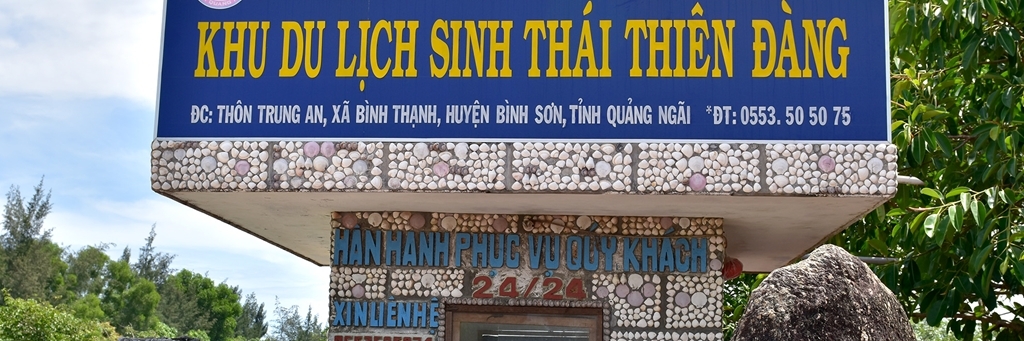 KHU DU LỊCH SINH THÁI THIÊN ĐÀNG
ĐC: THÔN TRUNG AN, XÃ BÌNH THẠNH, HUYỆN BÌNH SƠN, TỈNH QUẢNG NGÃI *ĐT: 0553. 50 50 75
HÂN HẠNH PHỤC VỤ QÚY KHÁCH
24/24
XIN LIÊN HỆ